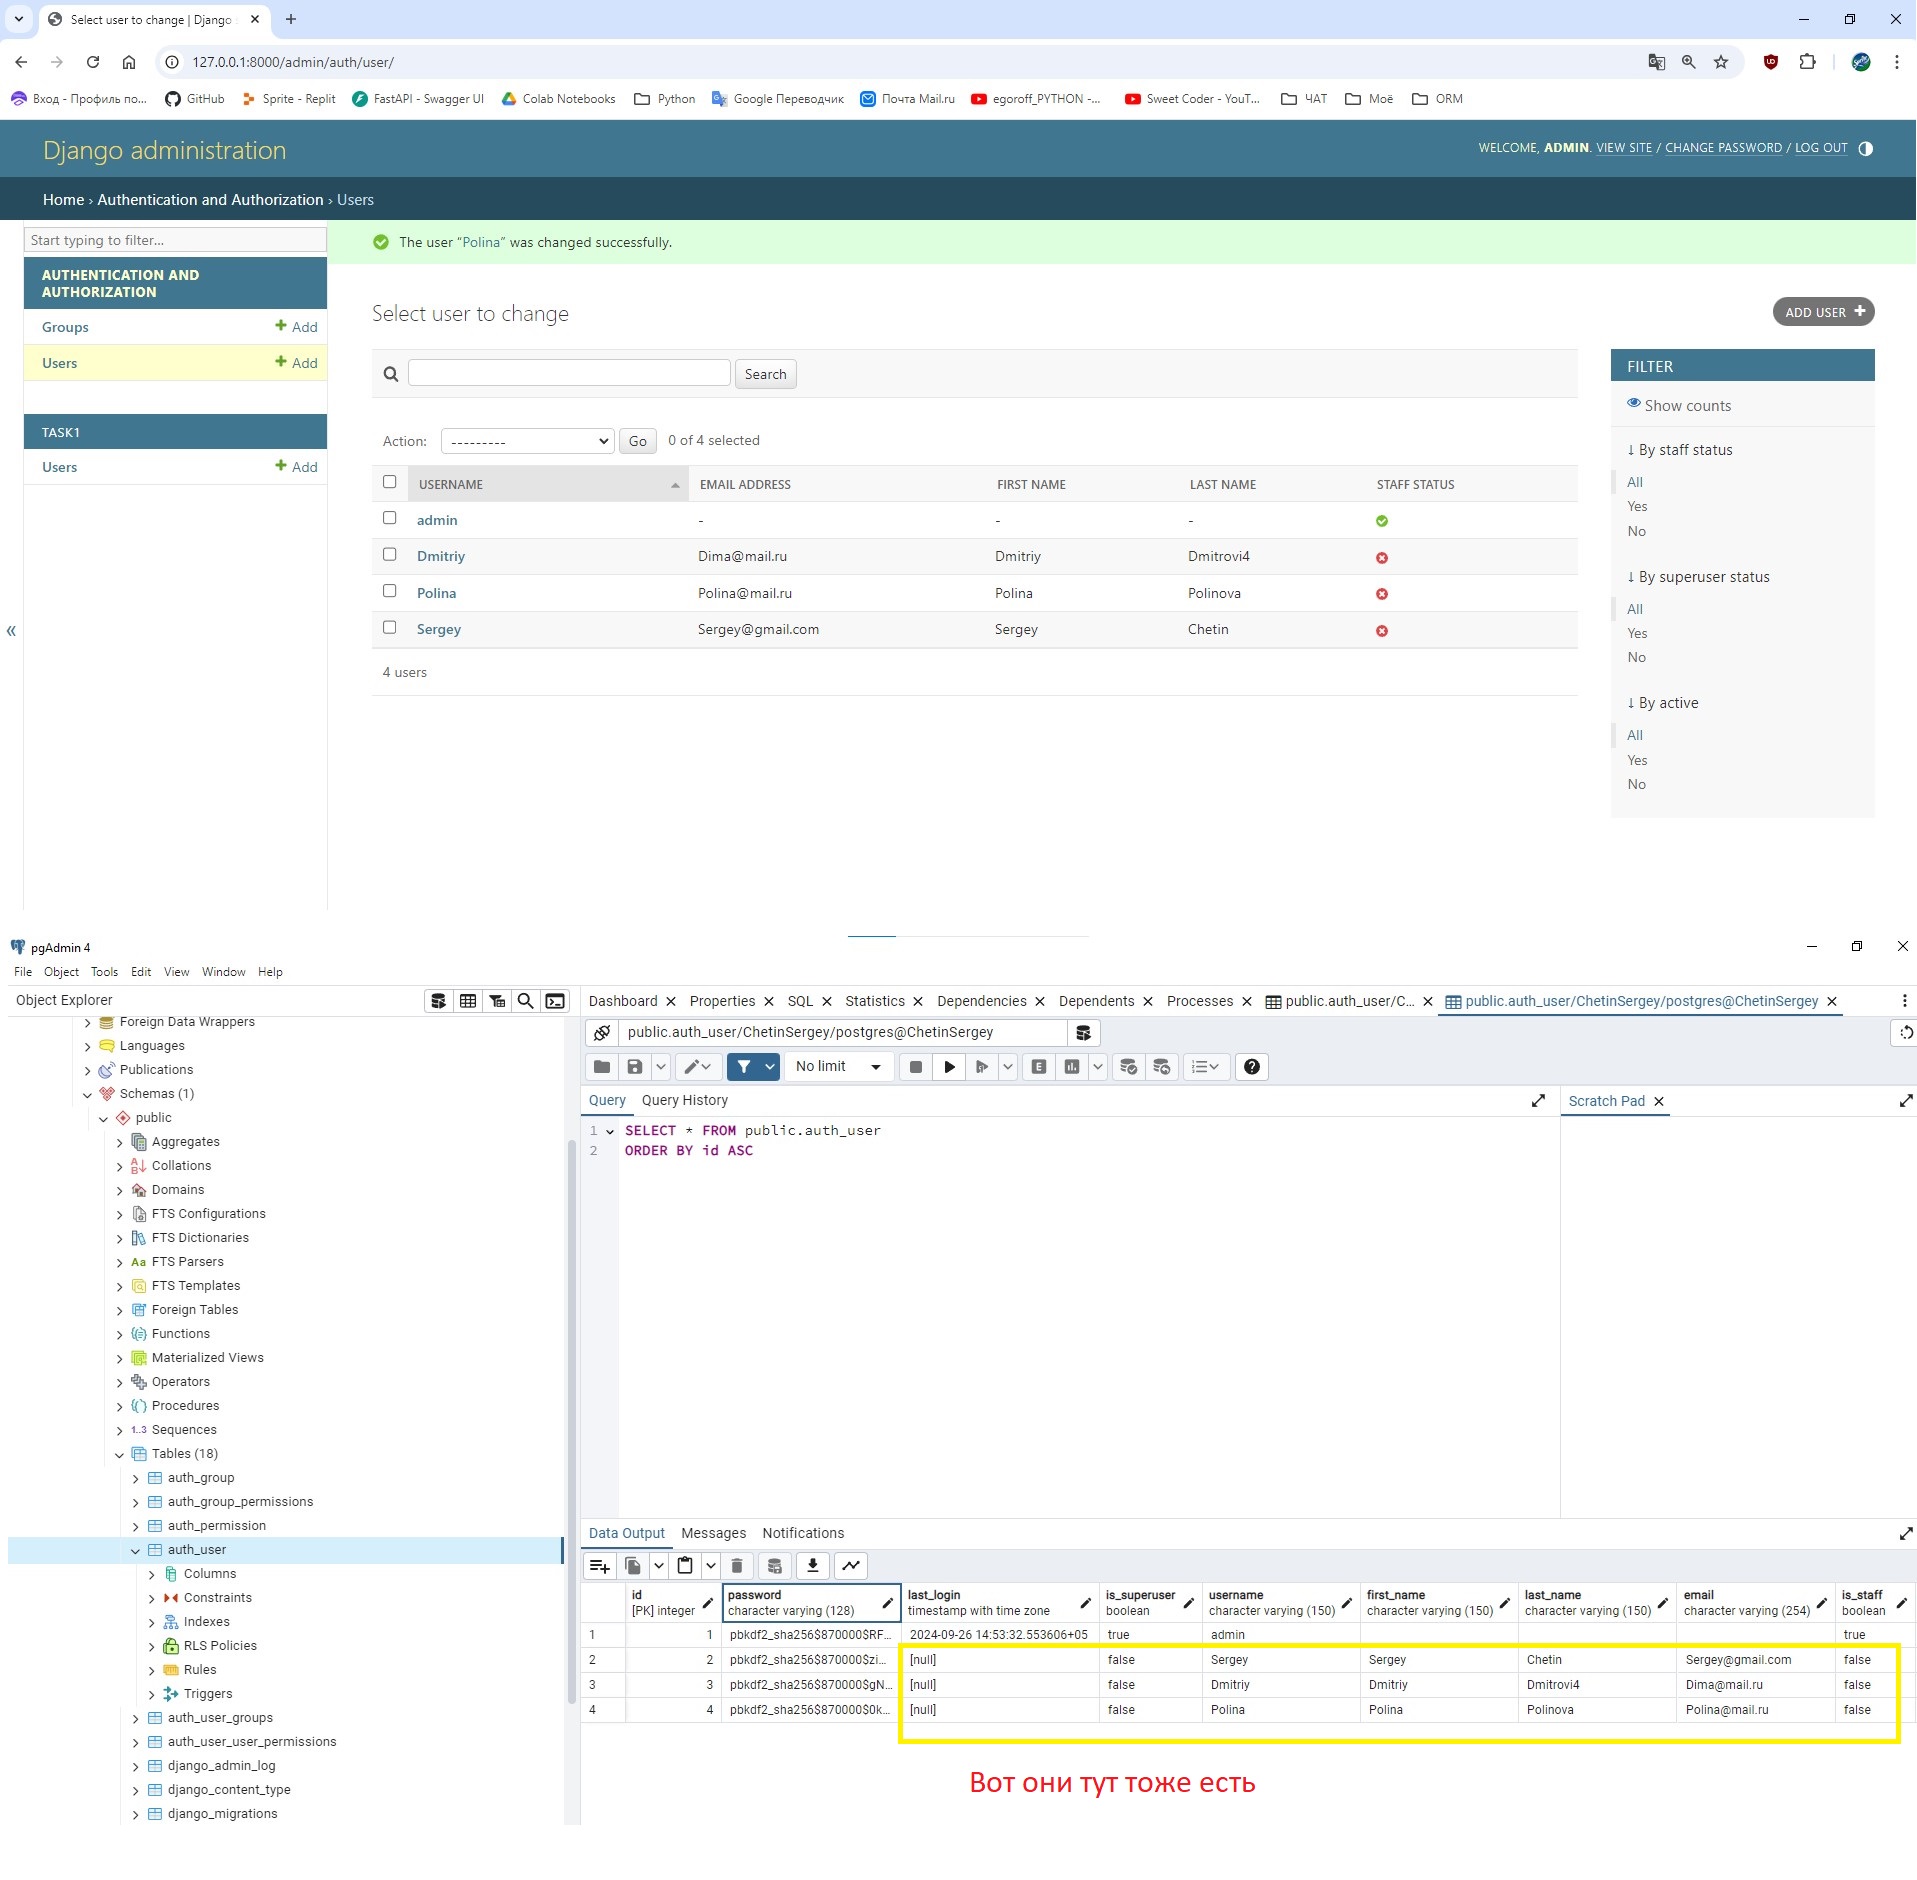 Select user to change | Django
127.0.0.1:8000/admin/auth/user/
Вход - Профиль по... GitHub Sprite - Replit FastAPI - Swagger UI Colab Notebooks Python Google Переводчик Почта Mail.ru egoroff_PYTHON -... Sweet Coder - YouT... ЧАТ Моё ORM
Django administration
WELCOME, ADMIN. VIEW SITE / CHANGE PASSWORD / LOG OUT
Home › Authentication and Authorization › Users
Start typing to filter...
The user “Polina” was changed successfully.
AUTHENTICATION AND
AUTHORIZATION
Groups + Add
Users + Add
TASK1
Users + Add
Select user to change
ADD USER +
Search
Action: --------- Go 0 of 4 selected
USERNAME EMAIL ADDRESS FIRST NAME LAST NAME STAFF STATUS
admin - - -
Dmitriy Dima@mail.ru Dmitriy Dmitrovi4
Polina Polina@mail.ru Polina Polinova
Sergey Sergey@gmail.com Sergey Chetin
4 users
FILTER
Show counts
↓ By staff status
All
Yes
No
↓ By superuser status
All
Yes
No
↓ By active
All
Yes
No
«
pgAdmin 4
File Object Tools Edit View Window Help
Object Explorer
Foreign Data Wrappers
Languages
Publications
Schemas (1)
public
Aggregates
Collations
Domains
FTS Configurations
FTS Dictionaries
Aa FTS Parsers
FTS Templates
Foreign Tables
Functions
Materialized Views
Operators
Procedures
1..3 Sequences
Tables (18)
auth_group
auth_group_permissions
auth_permission
auth_user
Columns
Constraints
Indexes
RLS Policies
Rules
Triggers
auth_user_groups
auth_user_user_permissions
django_admin_log
django_content_type
django_migrations
Dashboard Properties SQL Statistics Dependencies Dependents Processes public.auth_user/C... public.auth_user/ChetinSergey/postgres@ChetinSergey
public.auth_user/ChetinSergey/postgres@ChetinSergey
No limit E
Query Query History
Scratch Pad
1 SELECT * FROM public.auth_user
2 ORDER BY id ASC
Data Output Messages Notifications
id password last_login is_superuser username first_name last_name email is_staff
[PK] integer character varying (128) timestamp with time zone boolean character varying (150) character varying (150) character varying (150) character varying (254) boolean
1 1 pbkdf2_sha256$870000$RF... 2024-09-26 14:53:32.553606+05 true admin true
2 2 pbkdf2_sha256$870000$zi... [null] false Sergey Sergey Chetin Sergey@gmail.com false
3 3 pbkdf2_sha256$870000$gN... [null] false Dmitriy Dmitriy Dmitrovi4 Dima@mail.ru false
4 4 pbkdf2_sha256$870000$0k... [null] false Polina Polina Polinova Polina@mail.ru false
Вот они тут тоже есть